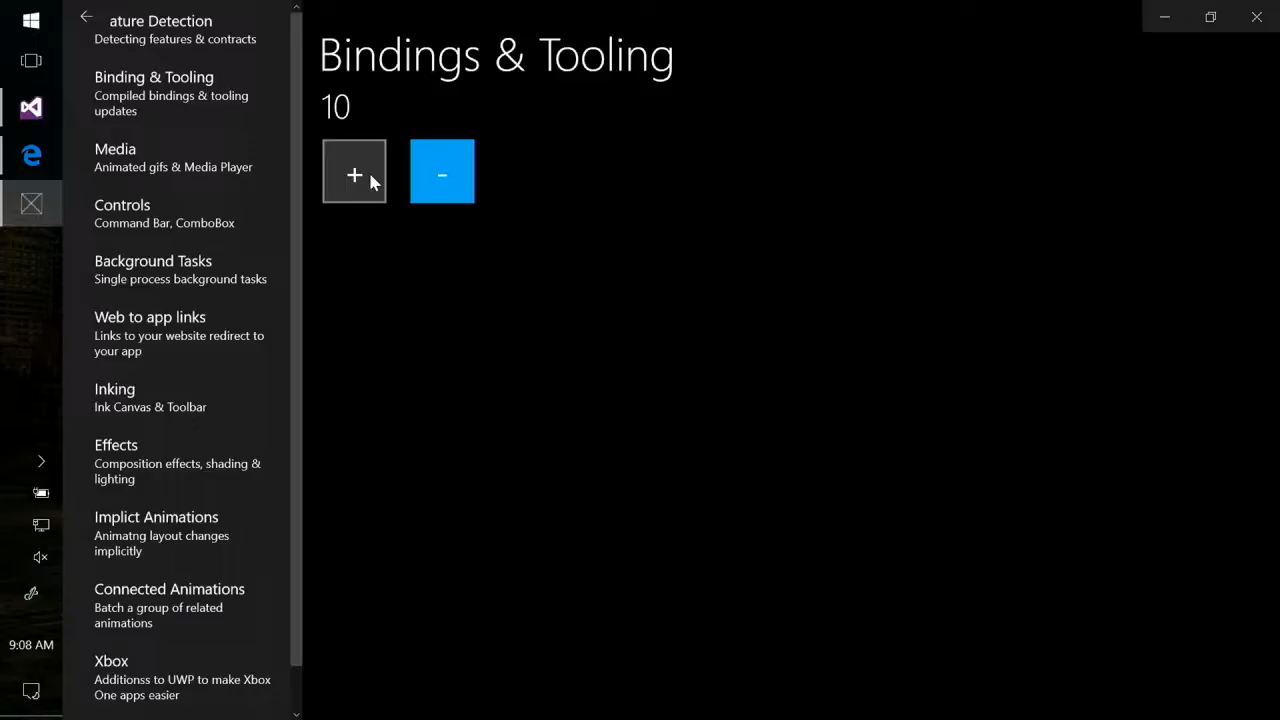 ature Detection
Detecting features & contracts
Binding & Tooling
Compiled bindings & tooling
updates
Media
Animated gifs & Media Player
Controls
Command Bar, ComboBox
Background Tasks
Single process background tasks
Web to app links
Links to your website redirect to
your app
Inking
Ink Canvas & Toolbar
Effects
Composition effects, shading &
lighting
Implict Animations
Animatng layout changes
implicitly
Connected Animations
Batch a group of related
animations
Xbox
Additionss to UWP to make Xbox
One apps easier
9:08 AM
Bindings & Tooling
10
+ -